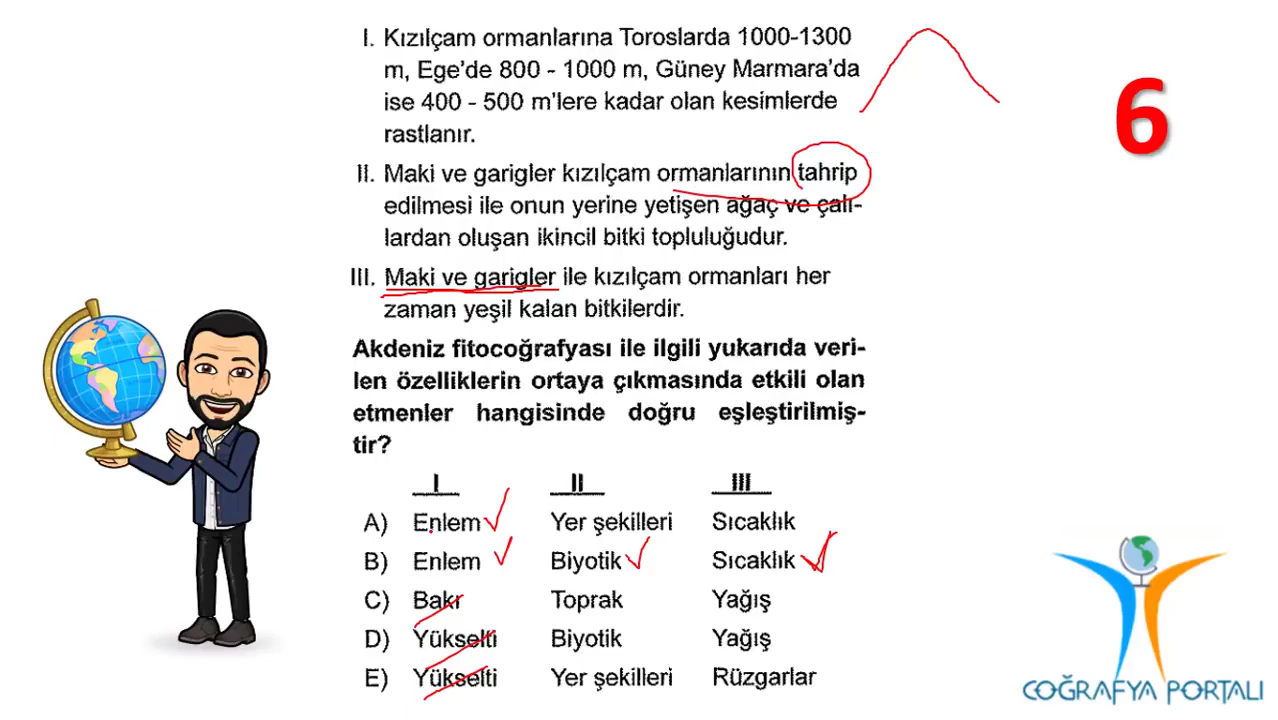 I. Kızılçam ormanlarına Toroslarda 1000-1300
m, Ege'de 800 - 1000 m, Güney Marmara'da
ise 400 - 500 m'lere kadar olan kesimlerde
rastlanır.
II. Maki ve garigler kızılçam ormanlarının tahrip
edilmesi ile onun yerine yetişen ağaç ve çalı-
lardan oluşan ikincil bitki topluluğudur.
III. Maki ve garigler ile kızılçam ormanları her
zaman yeşil kalan bitkilerdir.
Akdeniz fitocoğrafyası ile ilgili yukarıda veri-
len özelliklerin ortaya çıkmasında etkili olan
etmenler hangisinde doğru eşleştirilmiş-
tir?
I II III
A) Enlem Yer şekilleri Sıcaklık
B) Enlem Biyotik Sıcaklık
C) Bakı Toprak Yağış
D) Yükselti Biyotik Yağış
E) Yükselti Yer şekilleri Rüzgarlar
6
COĞRAFYA PORTALI